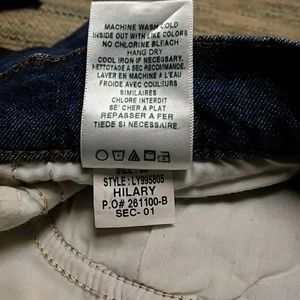 MACHINE WASH COLD
INSIDE OUT WITH LIKE COLORS
NO CHLORINE BLEACH
HANG DRY
COOL IRON IF NECESSARY.
NETTOYAGE A SEC INTERDIT.
LAVER EN MACHINE A L'EAU
FROIDE AVEC COULEURS
SIMILAIRES
CHLORE INTERDIT
SE' CHER A PLAT
REPASSER A FER
TIEDE SI NECESSAIRE.
STYLE : LY995805
HILARY
P.O# 261100-B
SEC- 01